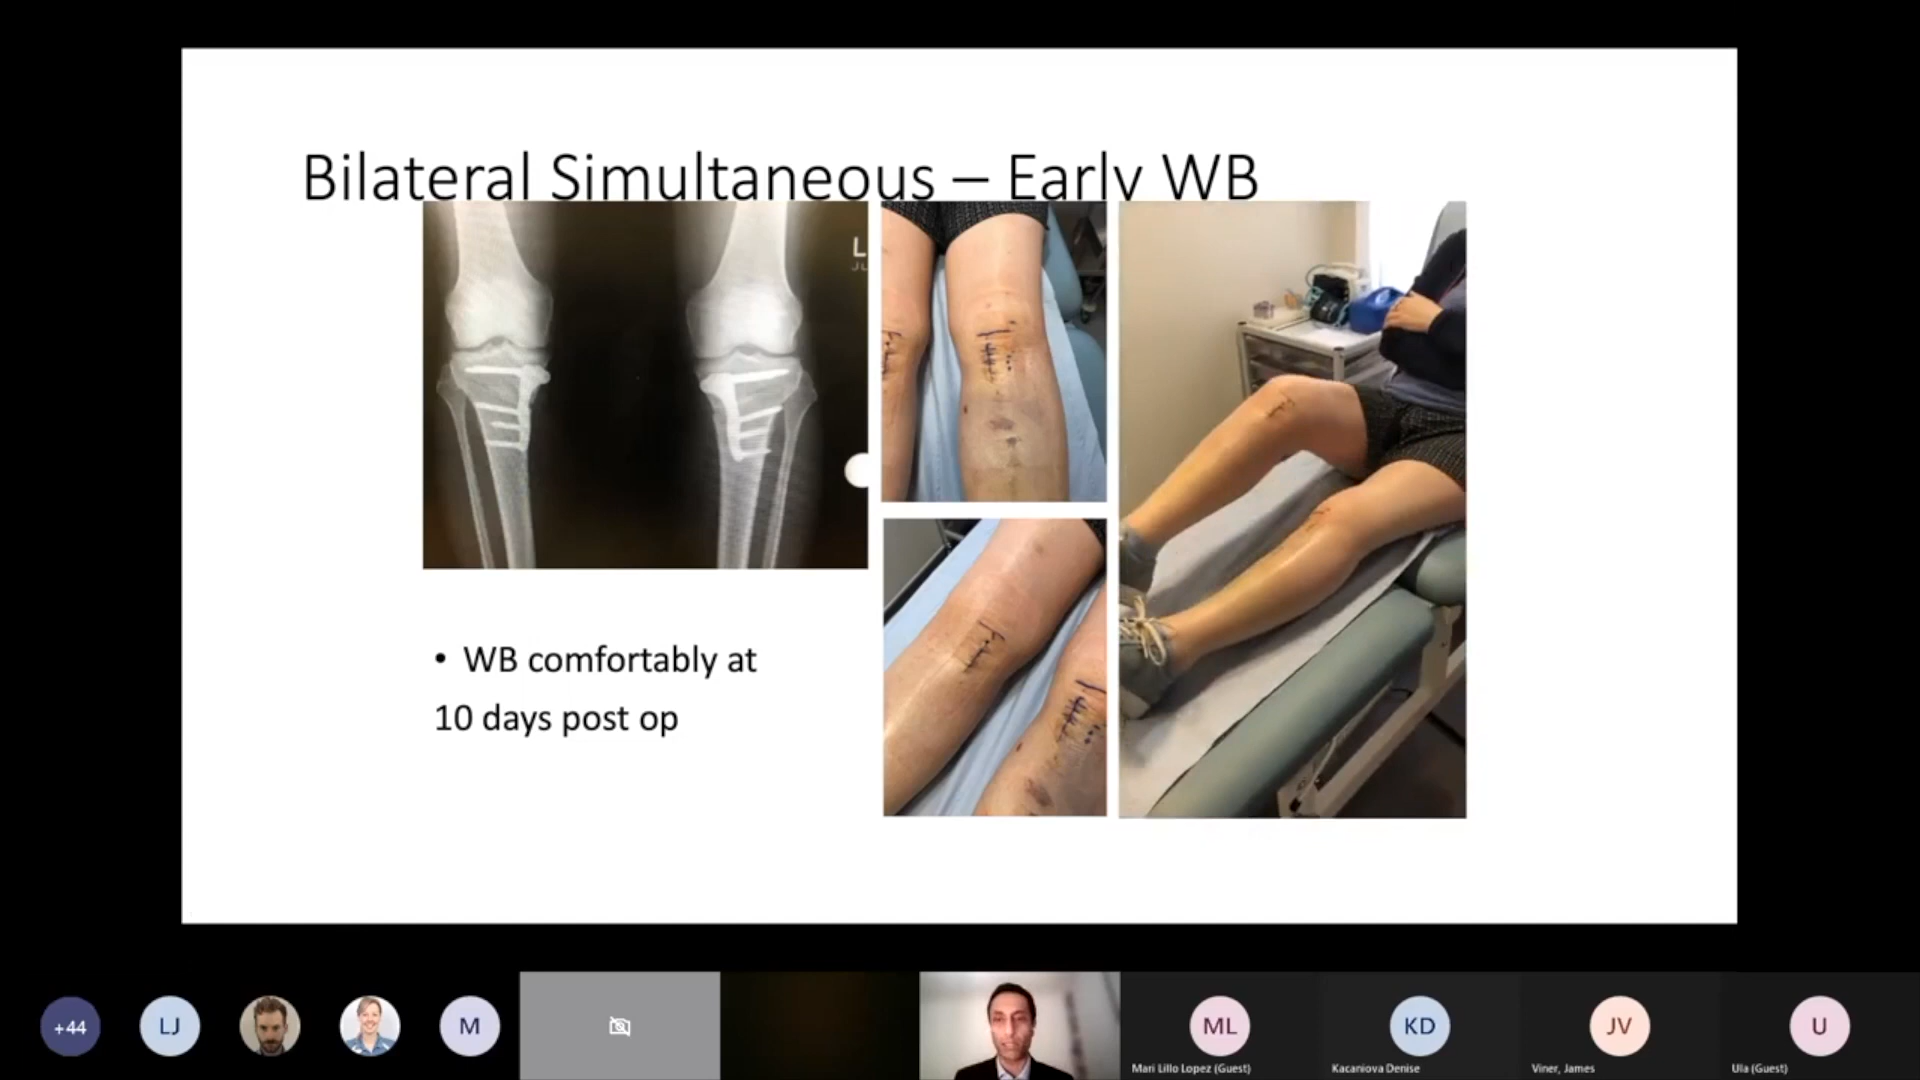 Bilateral Simultaneous – Early WB
L
• WB comfortably at
10 days post op
+44
LJ
M
ML
KD
JV
U
Mari Lillo Lopez (Guest)
Kacaniova Denise
Viner, James
Ula (Guest)